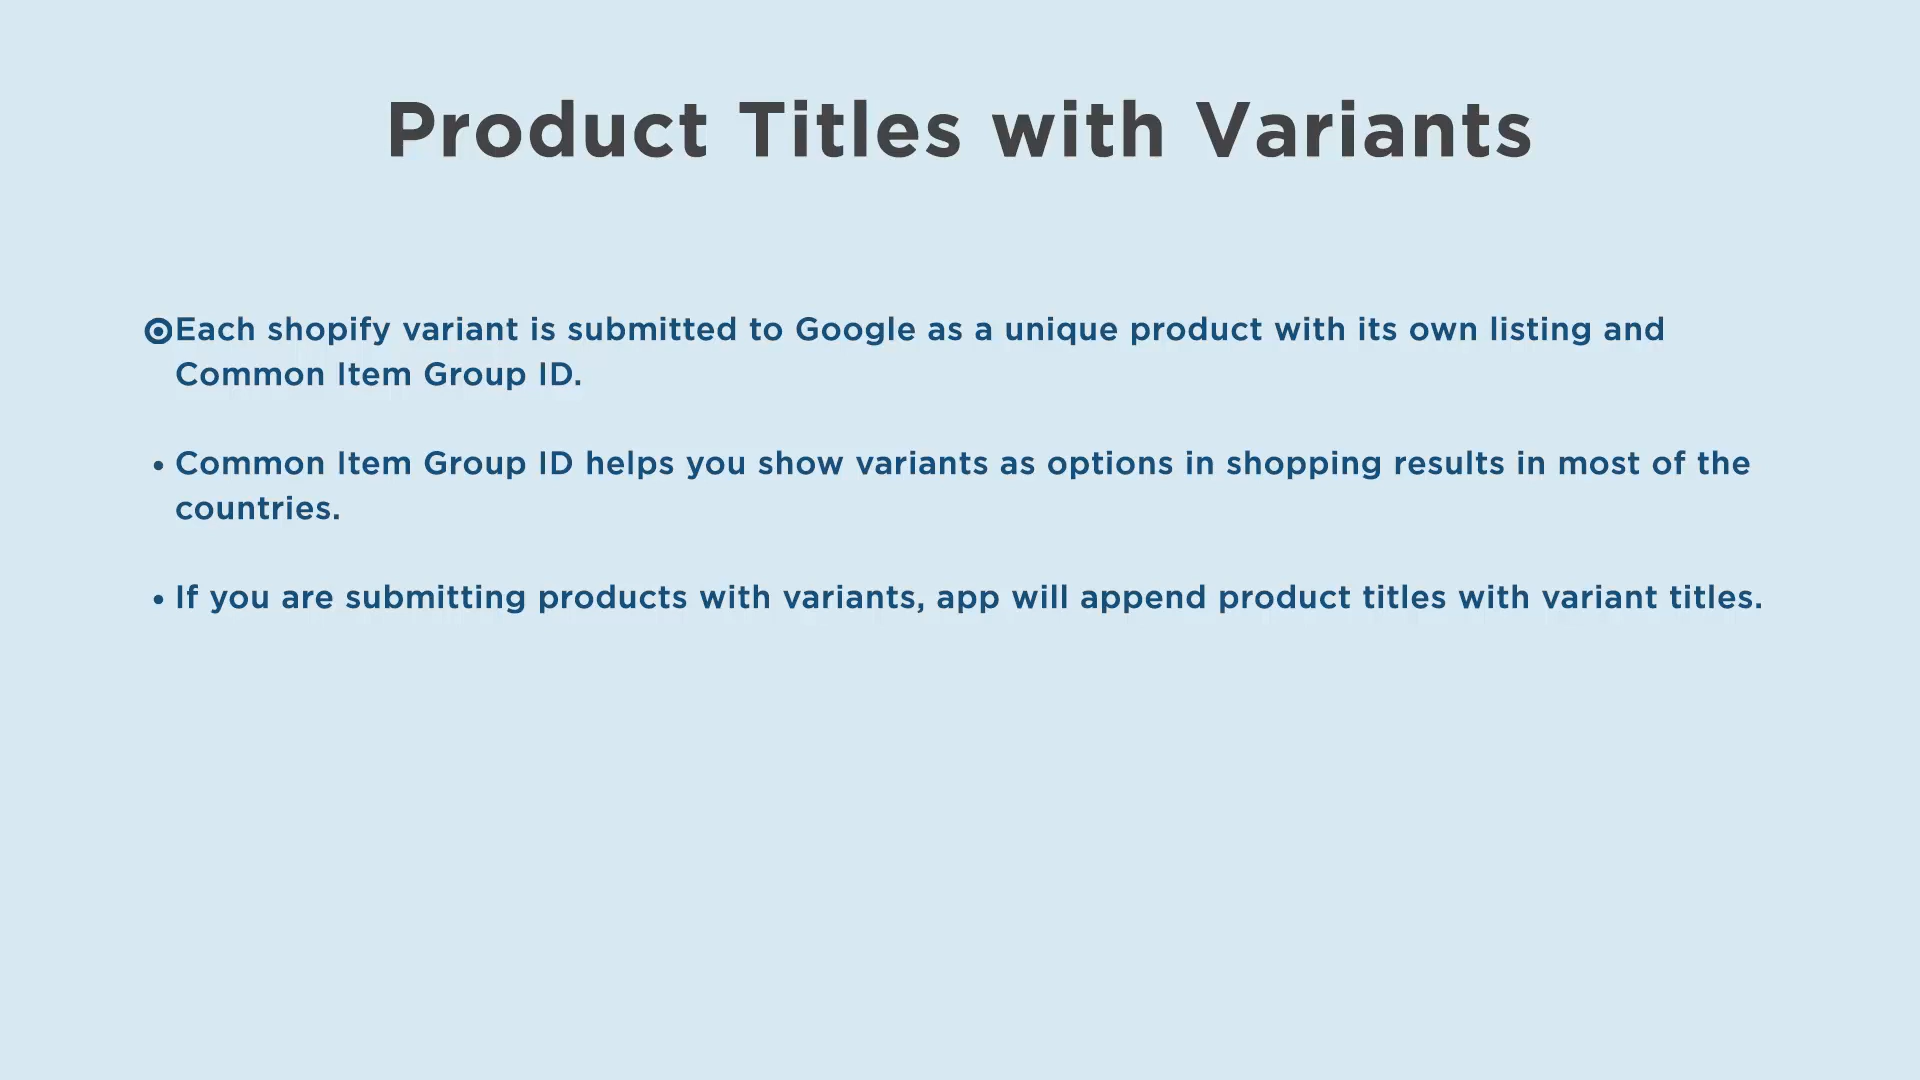 Product Titles with Variants
Each shopify variant is submitted to Google as a unique product with its own listing and
Common Item Group ID.
• Common Item Group ID helps you show variants as options in shopping results in most of the
countries.
• If you are submitting products with variants, app will append product titles with variant titles.